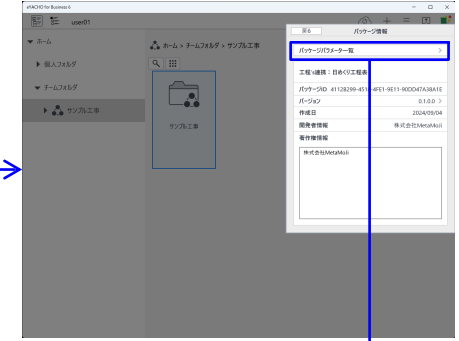 eYACHO for Business 6
user01
ホーム
個人フォルダ
チームフォルダ
サンプル工事
ホーム > チームフォルダ > サンプル工事
サンプル工事
戻る パッケージ情報
パッケージパラメーター一覧 >
工程's連携：日めくり工程表
パッケージID
バージョン 0.1.0.0 >
作成日 2024/09/04
開発者情報 株式会社MetaMoJi
著作権情報
株式会社MetaMoJi